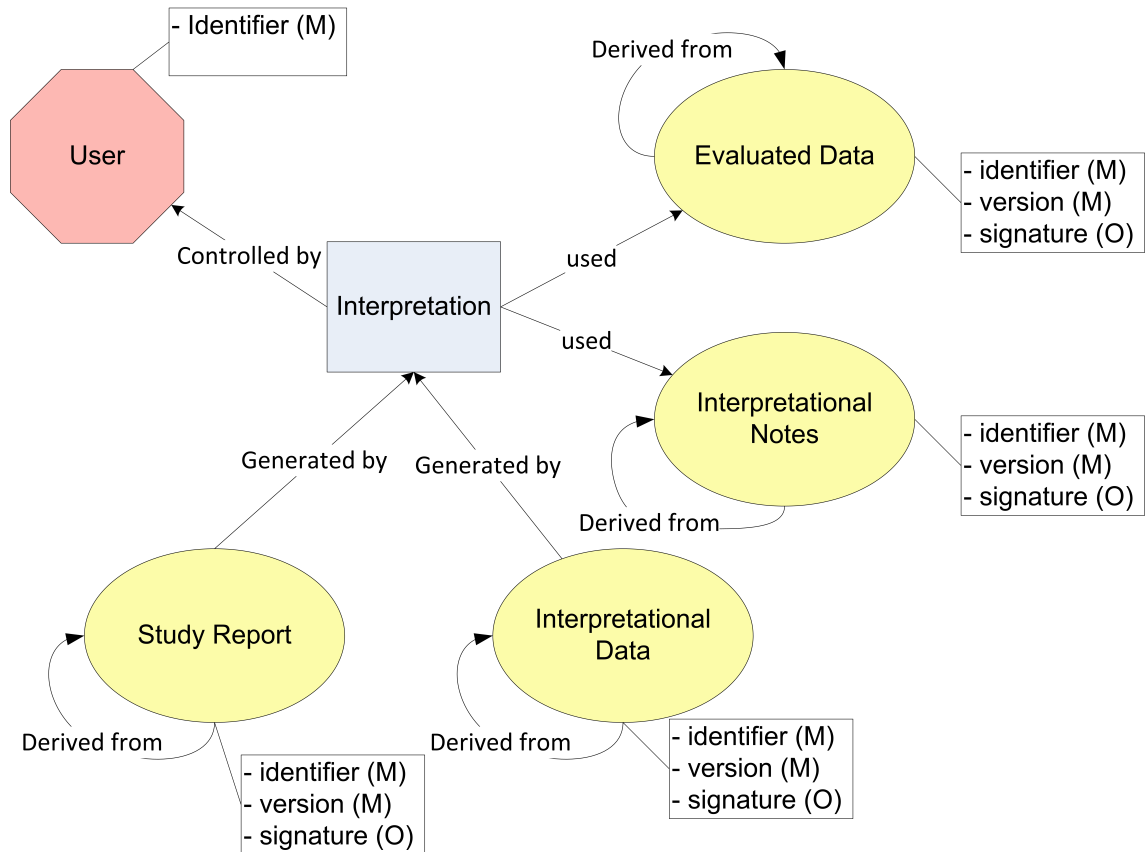 - Identifier (M)
Derived from
User
Evaluated Data
- identifier (M)
- version (M)
- signature (O)
Controlled by
used
Interpretation
used
Interpretational
Notes
- identifier (M)
- version (M)
- signature (O)
Generated by
Generated by
Derived from
Study Report
Interpretational
Data
Derived from
Derived from
- identifier (M)
- version (M)
- signature (O)
- identifier (M)
- version (M)
- signature (O)